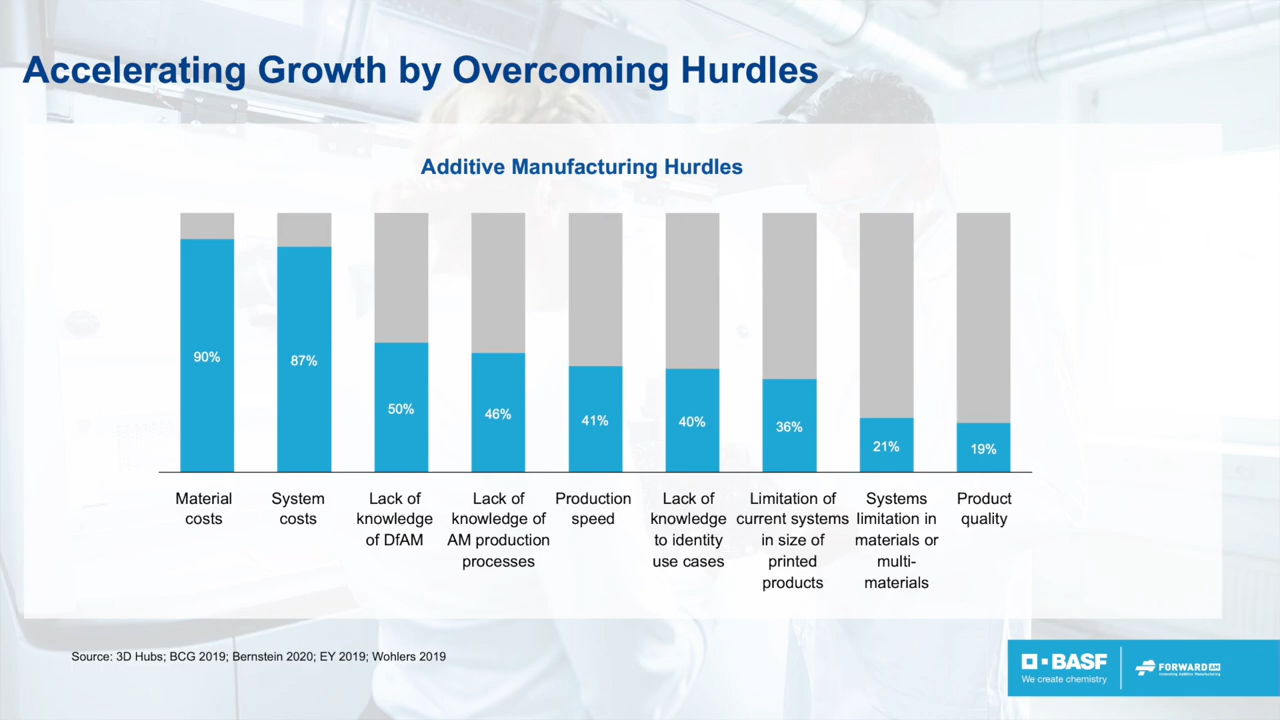 Accelerating Growth by Overcoming Hurdles
Additive Manufacturing Hurdles
90%
87%
50%
46%
41%
40%
36%
21%
19%
Material
costs
System
costs
Lack of
knowledge
of DfAM
Lack of
knowledge of
AM production
processes
Production
speed
Lack of
knowledge
to identity
use cases
Limitation of
current systems
in size of
printed
products
Systems
limitation in
materials or
multi-
materials
Product
quality
Source: 3D Hubs; BCG 2019; Bernstein 2020; EY 2019; Wohlers 2019
BASF
We create chemistry
FORWARD AM
Innovating Additive Manufacturing